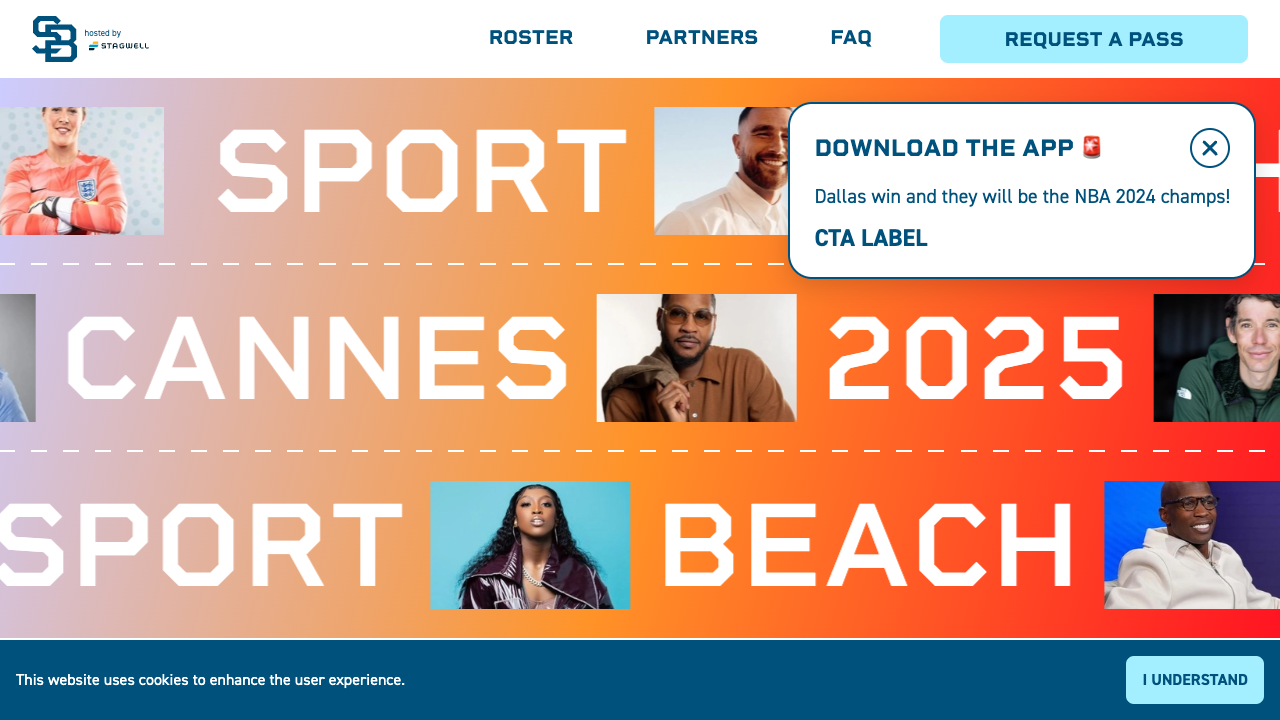 SB
hosted by
STAGWELL
ROSTER
PARTNERS
FAQ
REQUEST A PASS
SPORT
DOWNLOAD THE APP 🚨
Dallas win and they will be the NBA 2024 champs!
CTA LABEL
CANNES
2025
SPORT
BEACH
This website uses cookies to enhance the user experience.
I UNDERSTAND